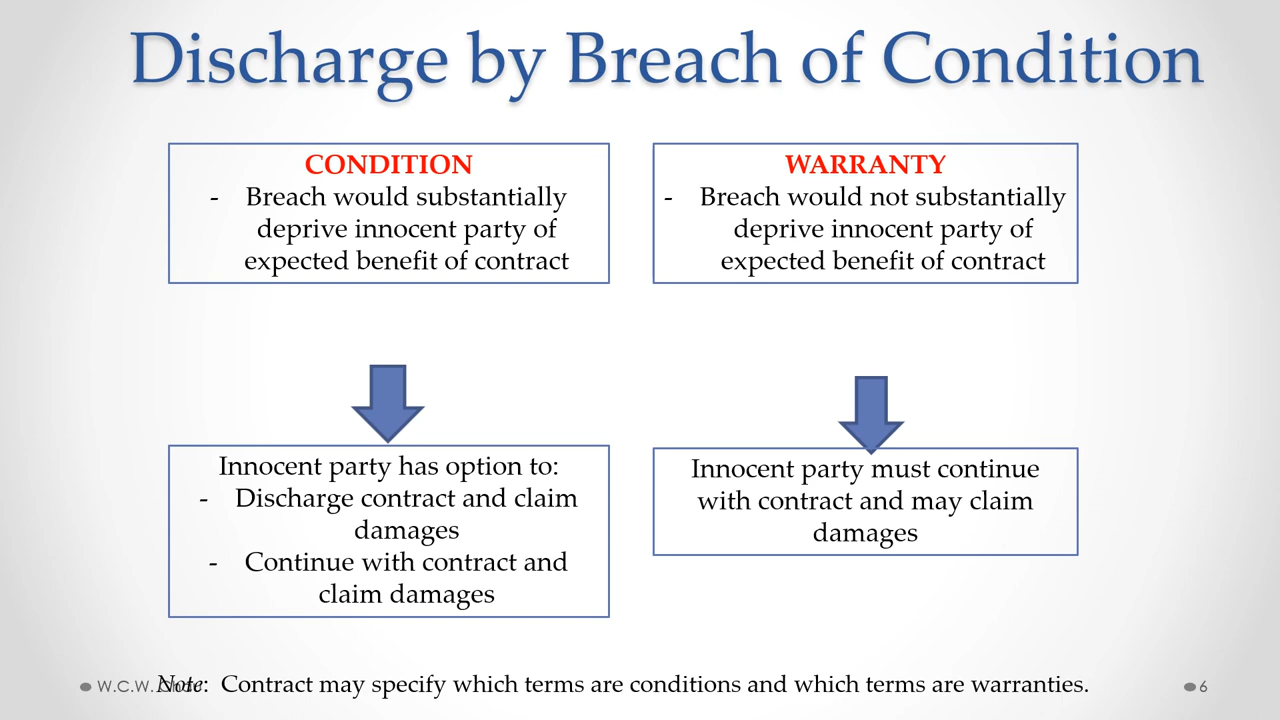 Discharge by Breach of Condition
CONDITION
- Breach would substantially
deprive innocent party of
expected benefit of contract
WARRANTY
- Breach would not substantially
deprive innocent party of
expected benefit of contract
Innocent party has option to:
- Discharge contract and claim
damages
- Continue with contract and
claim damages
Innocent party must continue
with contract and may claim
damages
W.C.W.
Note: Contract may specify which terms are conditions and which terms are warranties.
6